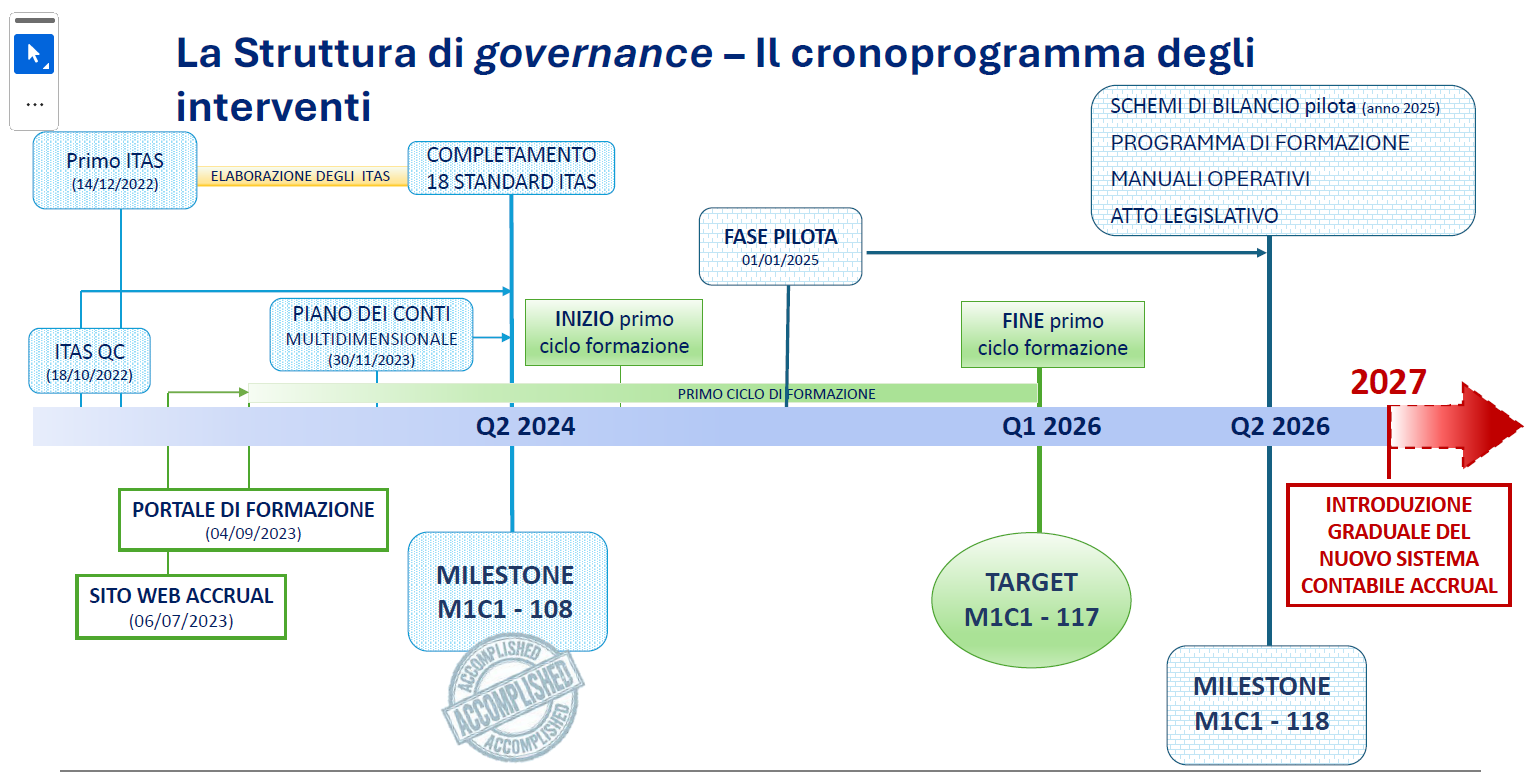 La Struttura di governance – Il cronoprogramma degli
interventi
SCHEMI DI BILANCIO pilota (anno 2025)
PROGRAMMA DI FORMAZIONE
MANUALI OPERATIVI
ATTO LEGISLATIVO
Primo ITAS
(14/12/2022)
ELABORAZIONE DEGLI ITAS
COMPLETAMENTO
18 STANDARD ITAS
FASE PILOTA
01/01/2025
ITAS QC
(18/10/2022)
PIANO DEI CONTI
MULTIDIMENSIONALE
(30/11/2023)
INIZIO primo
ciclo formazione
FINE primo
ciclo formazione
PRIMO CICLO DI FORMAZIONE
2027
Q2 2024
Q1 2026
Q2 2026
PORTALE DI FORMAZIONE
(04/09/2023)
SITO WEB ACCRUAL
(06/07/2023)
MILESTONE
M1C1 - 108
ACCOMPLISHED
ACCOMPLISHED
ACCOMPLISHED
TARGET
M1C1 - 117
MILESTONE
M1C1 - 118
INTRODUZIONE
GRADUALE DEL
NUOVO SISTEMA
CONTABILE ACCRUAL